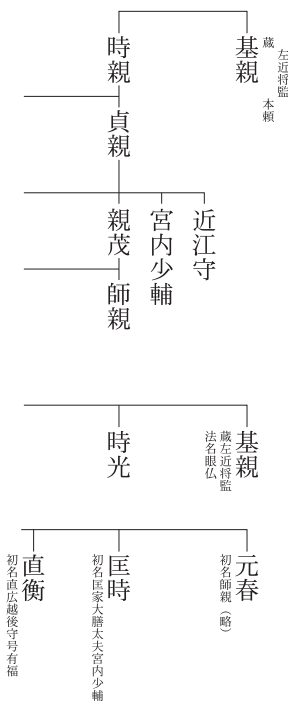 基親
蔵
左近将監
本頼
時親
貞親
近江守
宮内少輔
親茂
師親
基親
蔵左近将監
法名眼仏
時光
元春
初名師親(略)
匡時
初名匡家大膳太夫宮内少輔
直衡
初名直広越後守号有福